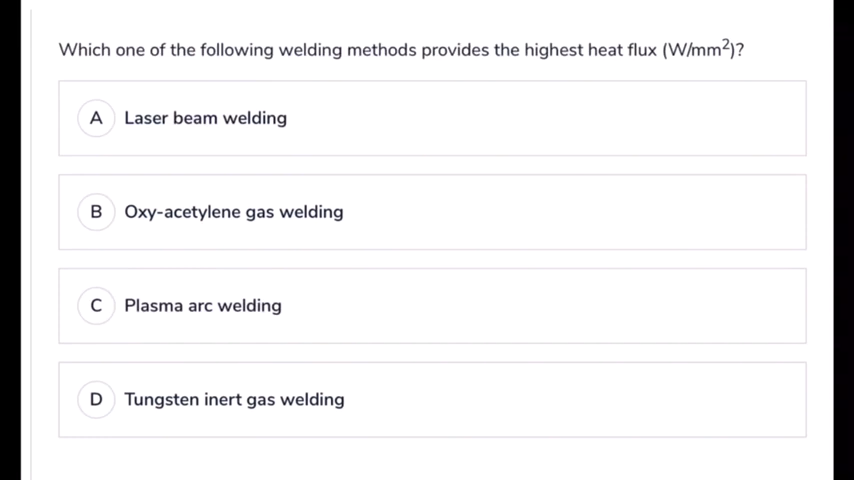 Which one of the following welding methods provides the highest heat flux (W/mm²)?
A Laser beam welding
B Oxy-acetylene gas welding
C Plasma arc welding
D Tungsten inert gas welding